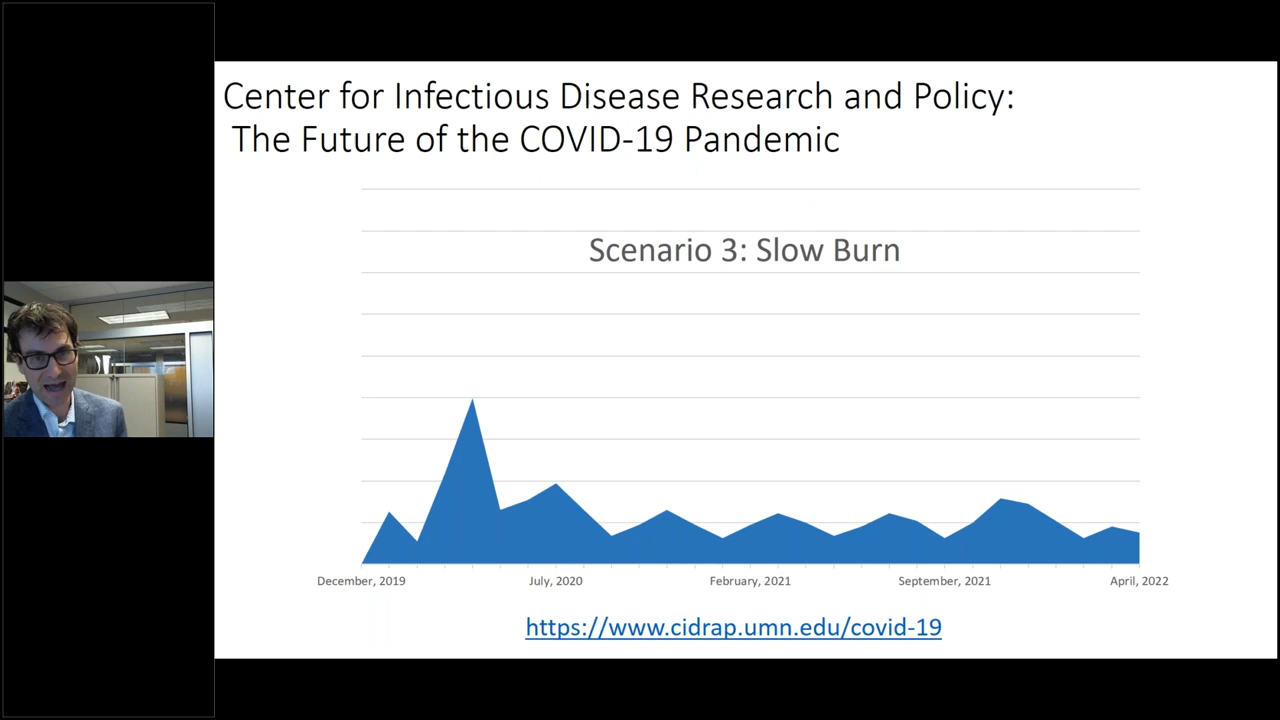 Center for Infectious Disease Research and Policy:
The Future of the COVID-19 Pandemic
Scenario 3: Slow Burn
December, 2019
July, 2020
February, 2021
September, 2021
April, 2022
https://www.cidrap.umn.edu/covid-19